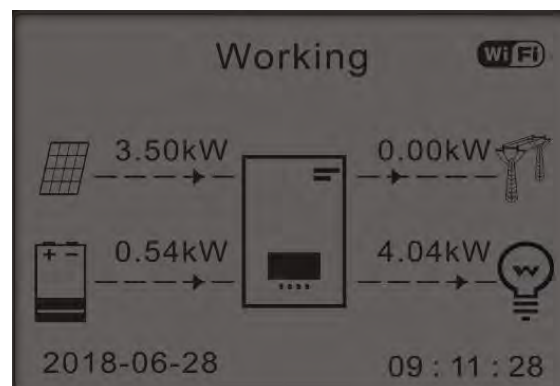 Working
WiFi
3.50kW
0.00kW
+ −
0.54kW
4.04kW
2018-06-28
09 : 11 : 28